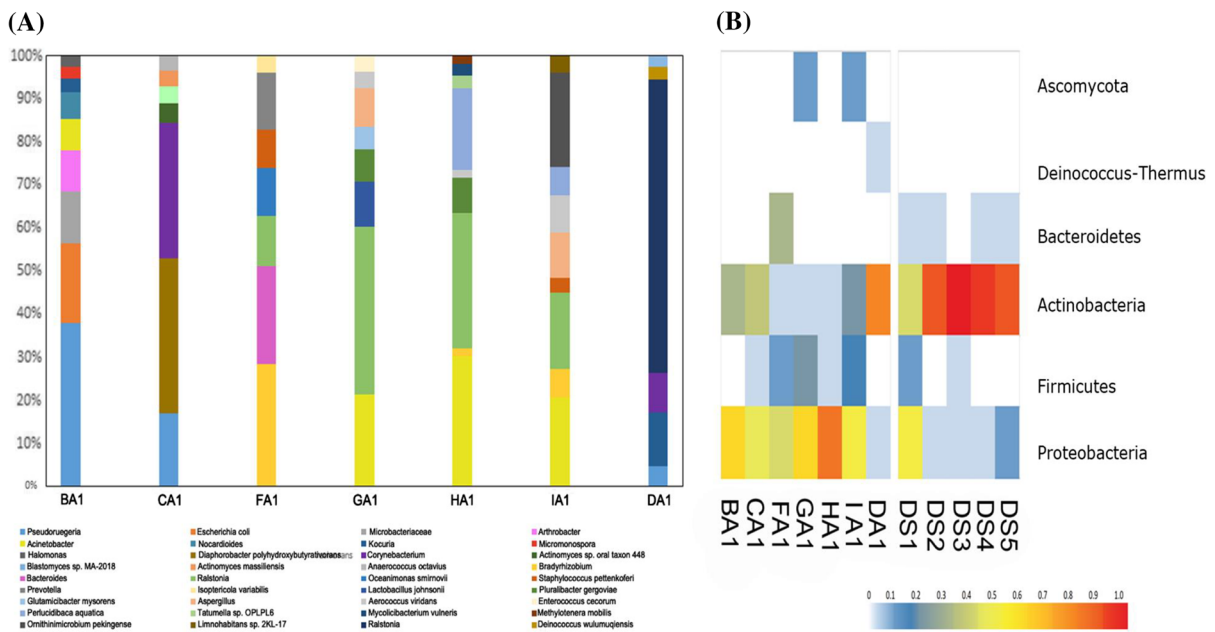 (A)
(B)
100%
90%
80%
70%
60%
50%
40%
30%
20%
10%
0%
BA1 CA1 FA1 GA1 HA1 IA1 DA1
Pseudoruegeria Escherichia coli Microbacteriaceae Arthrobacter
Acinetobacter Nocardioides Kocuria Micromonospora
Halomonas Diaphorobacter Corynebacterium Actinomyces sp. oral taxon 448
Blastomyces sp. MA-2018 Actinomyces massiliensis Anaerococcus octavius Bradyrhizobium
Bacteroides Ralstonia Oceanimonas smirnovii Staphylococcus pettenkoferi
Prevotella Isoptericola variabilis Lactobacillus johnsonii Pluralibacter gergoviae
Glutamicibacter mysorens Aspergillus Aerococcus viridans Enterococcus cecorum
Perlucidibaca aquatica Tatumella sp. OPLPL6 Mycolicibacterium vulneris Methylotenera mobilis
Ornithinimicrobium pekingense Limnohabitans sp. 2KL-17 Ralstonia Deinococcus wulumuqiensis
Ascomycota
Deinococcus-Thermus
Bacteroidetes
Actinobacteria
Firmicutes
Proteobacteria
BA1 CA1 FA1 GA1 HA1 IA1 DA1 DS1 DS2 DS3 DS4 DS5
0 0.1 0.2 0.3 0.4 0.5 0.6 0.7 0.8 0.9 1.0